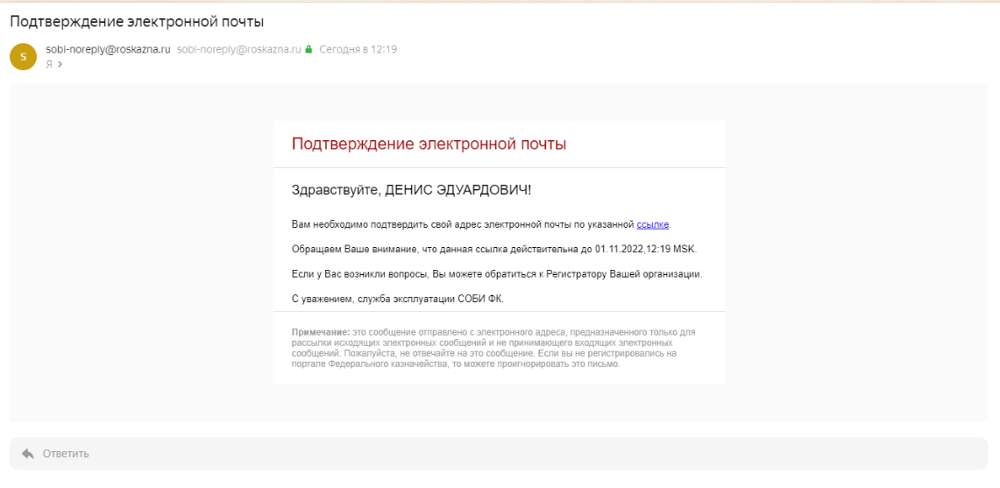 Подтверждение электронной почты
S
sobi-noreply@roskazna.ru sobi-noreply@roskazna.ru Сегодня в 12:19
Я >
Подтверждение электронной почты
Здравствуйте, ДЕНИС ЭДУАРДОВИЧ!
Вам необходимо подтвердить свой адрес электронной почты по указанной ссылке.
Обращаем Ваше внимание, что данная ссылка действительна до 01.11.2022,12:19 MSK.
Если у Вас возникли вопросы, Вы можете обратиться к Регистратору Вашей организации.
С уважением, служба эксплуатации СОБИ ФК.
Примечание: это сообщение отправлено с электронного адреса, предназначенного только для
рассылки исходящих электронных сообщений и не принимающего входящих электронных
сообщений. Пожалуйста, не отвечайте на это сообщение. Если вы не регистрировались на
портале Федерального казначейства, то можете проигнорировать это письмо.
Ответить